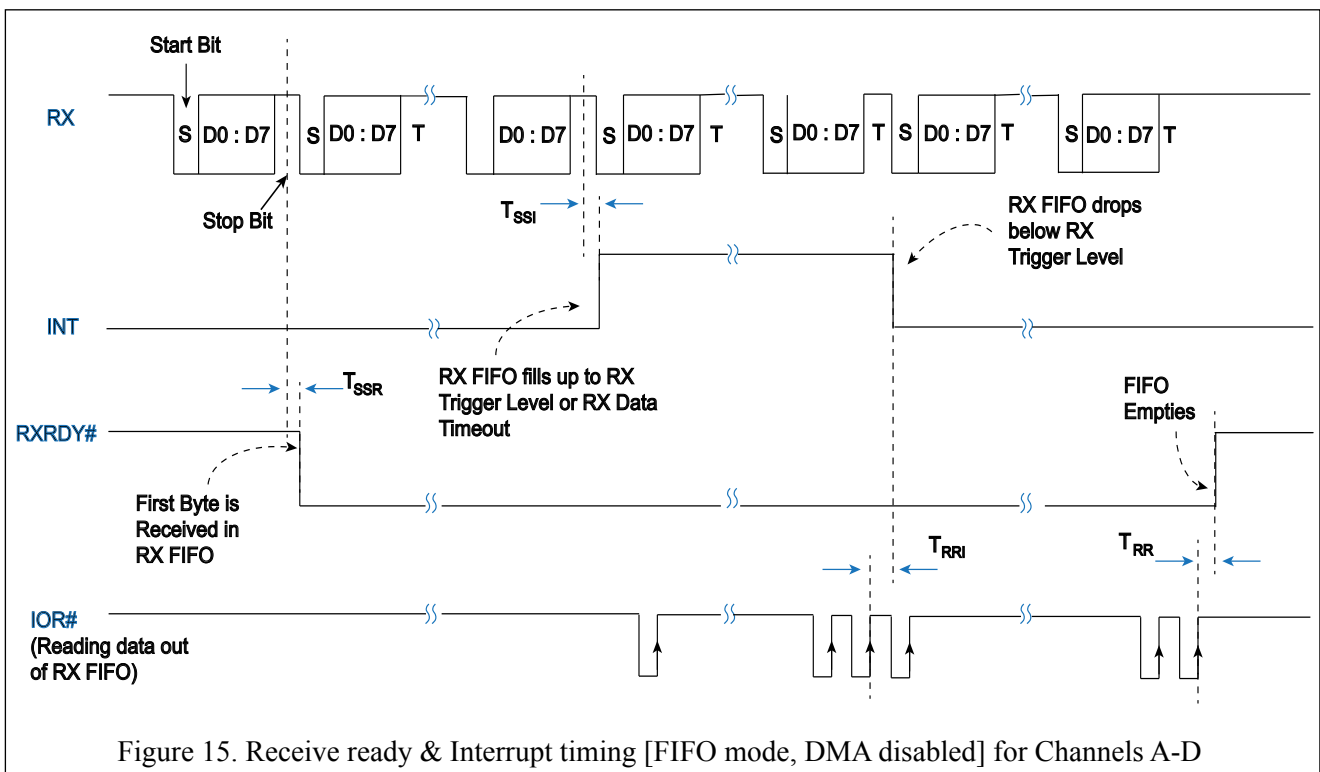 Start Bit
RX
S D0 : D7 S D0 : D7 T D0 : D7 S D0 : D7 T S D0 : D7 T S D0 : D7 T S D0 : D7 T
Stop Bit
TSSI
RX FIFO drops
below RX
Trigger Level
INT
TSSR
RX FIFO fills up to RX
Trigger Level or RX Data
Timeout
FIFO
Empties
RXRDY#
First Byte is
Received in
RX FIFO
TRRI
TRR
IOR#
(Reading data out
of RX FIFO)
Figure 15. Receive ready & Interrupt timing [FIFO mode, DMA disabled] for Channels A-D